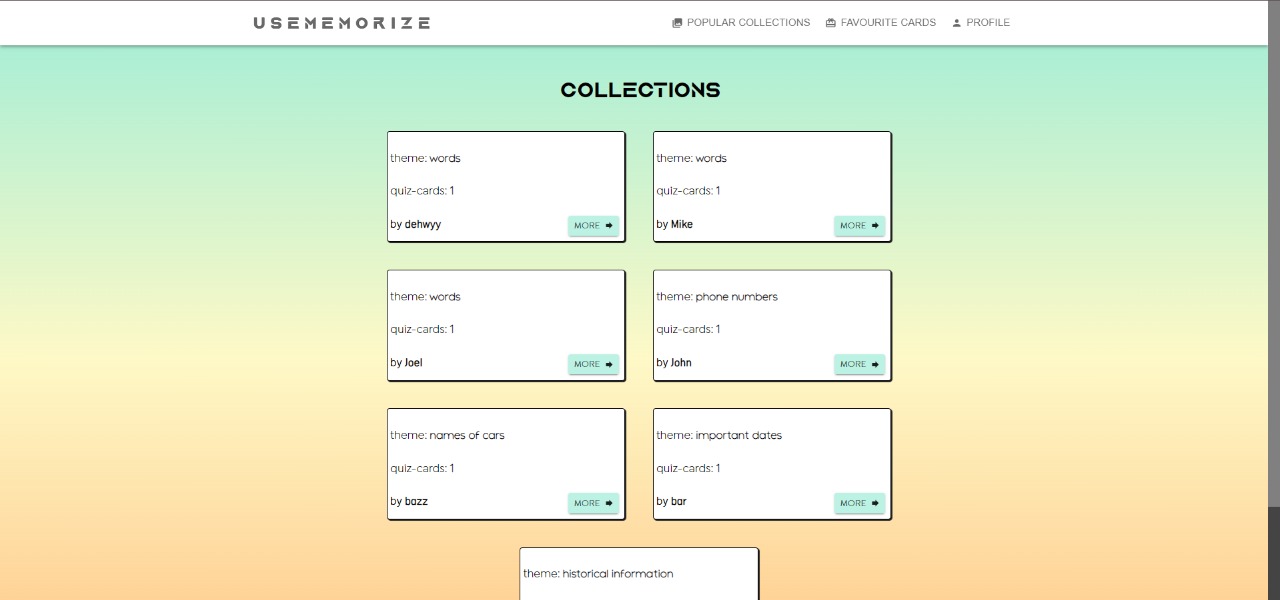 USEMEMORIZE
POPULAR COLLECTIONS
FAVOURITE CARDS
PROFILE
COLLECTIONS
theme: words
quiz-cards: 1
by dehwyy
MORE
theme: words
quiz-cards: 1
by Mike
MORE
theme: words
quiz-cards: 1
by Joel
MORE
theme: phone numbers
quiz-cards: 1
by John
MORE
theme: names of cars
quiz-cards: 1
by bazz
MORE
theme: important dates
quiz-cards: 1
by bar
MORE
theme: historical information